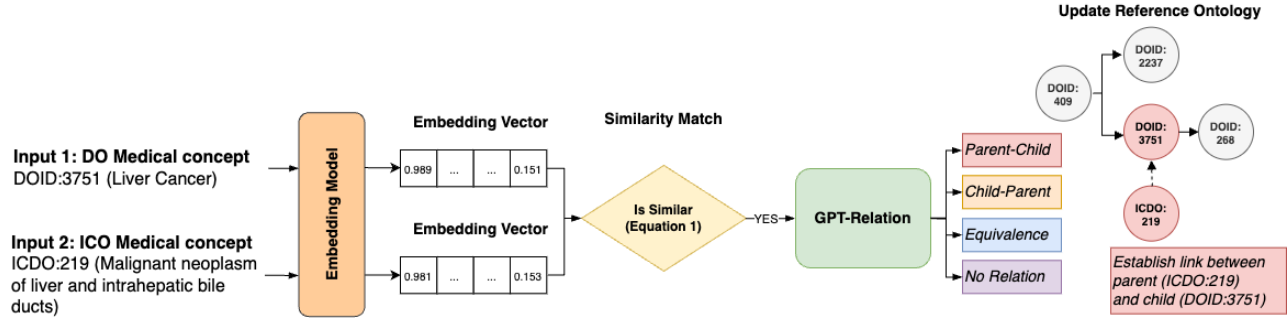 Update Reference Ontology
DOID:
2237
DOID:
409
Embedding Vector
Similarity Match
DOID:
3751
DOID:
268
Input 1: DO Medical concept
DOID:3751 (Liver Cancer)
Embedding Model
0.989 ... ... 0.151
Parent-Child
Child-Parent
Is Similar
(Equation 1)
YES
GPT-Relation
ICDO:
219
Embedding Vector
Equivalence
Input 2: ICO Medical concept
ICDO:219 (Malignant neoplasm
of liver and intrahepatic bile
ducts)
0.981 ... ... 0.153
No Relation
Establish link between
parent (ICDO:219)
and child (DOID:3751)